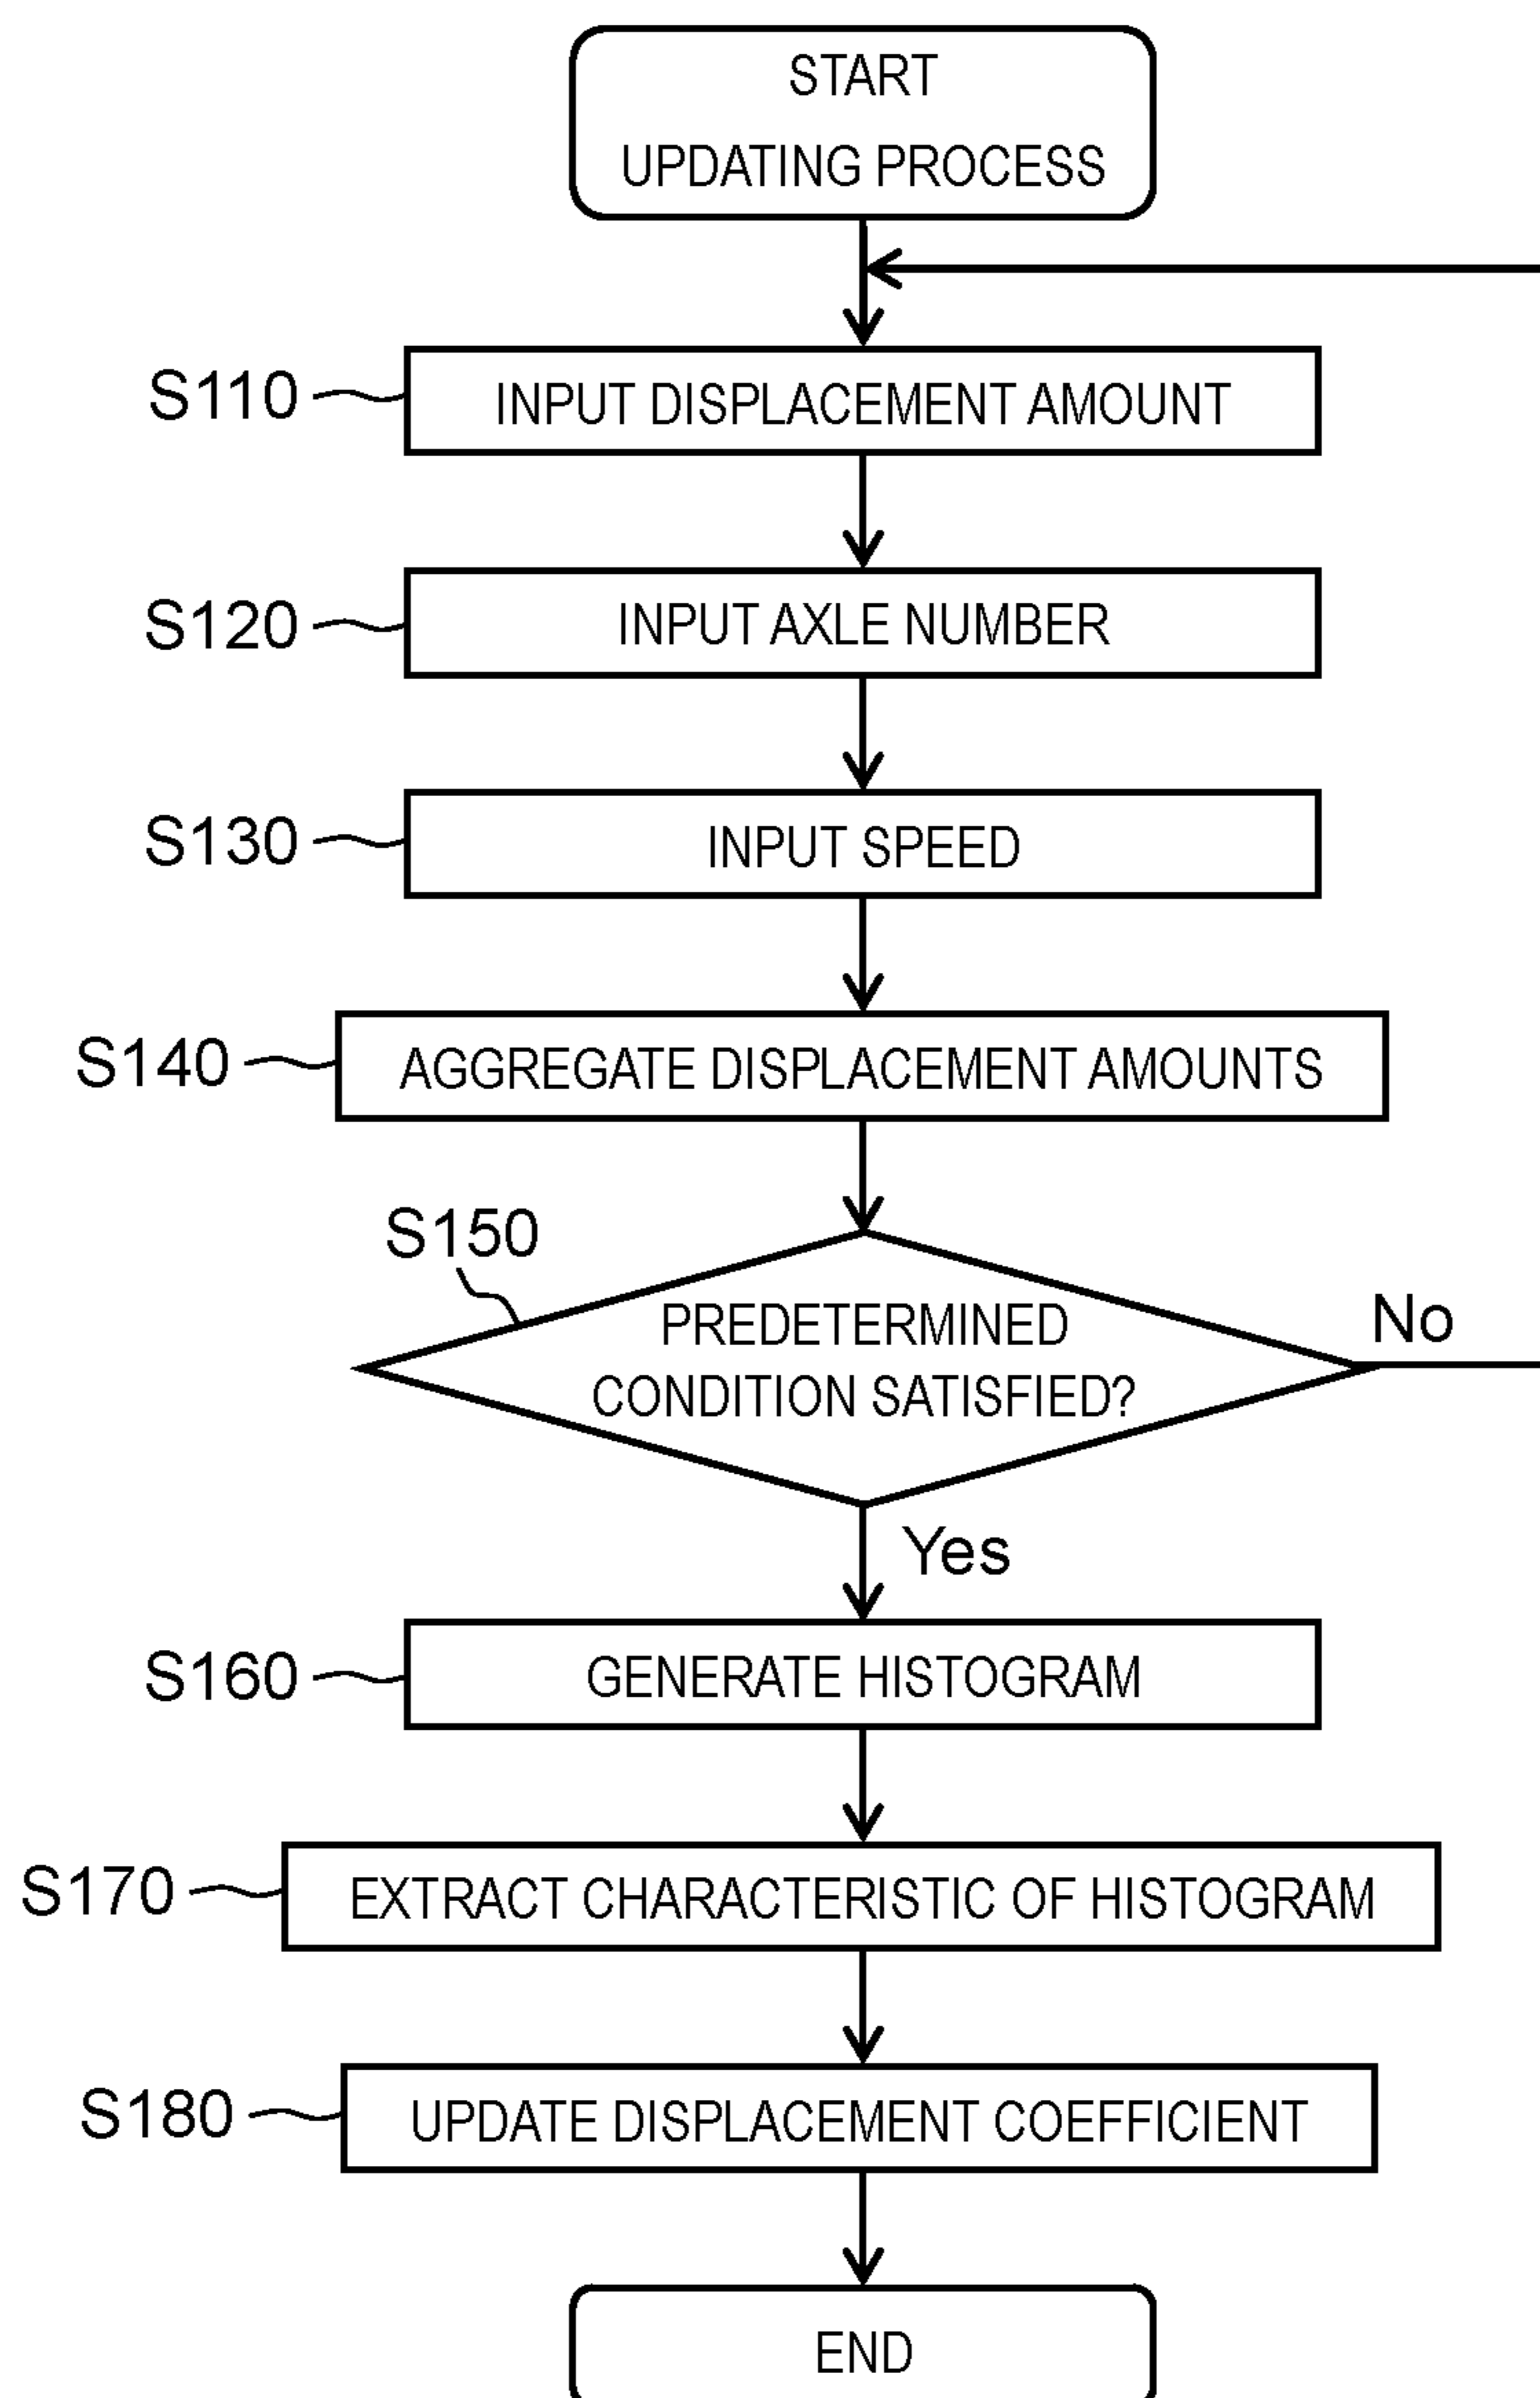 START
UPDATING PROCESS
S110
INPUT DISPLACEMENT AMOUNT
S120
INPUT AXLE NUMBER
S130
INPUT SPEED
S140
AGGREGATE DISPLACEMENT AMOUNTS
S150
PREDETERMINED
CONDITION SATISFIED?
No
Yes
S160
GENERATE HISTOGRAM
S170
EXTRACT CHARACTERISTIC OF HISTOGRAM
S180
UPDATE DISPLACEMENT COEFFICIENT
END